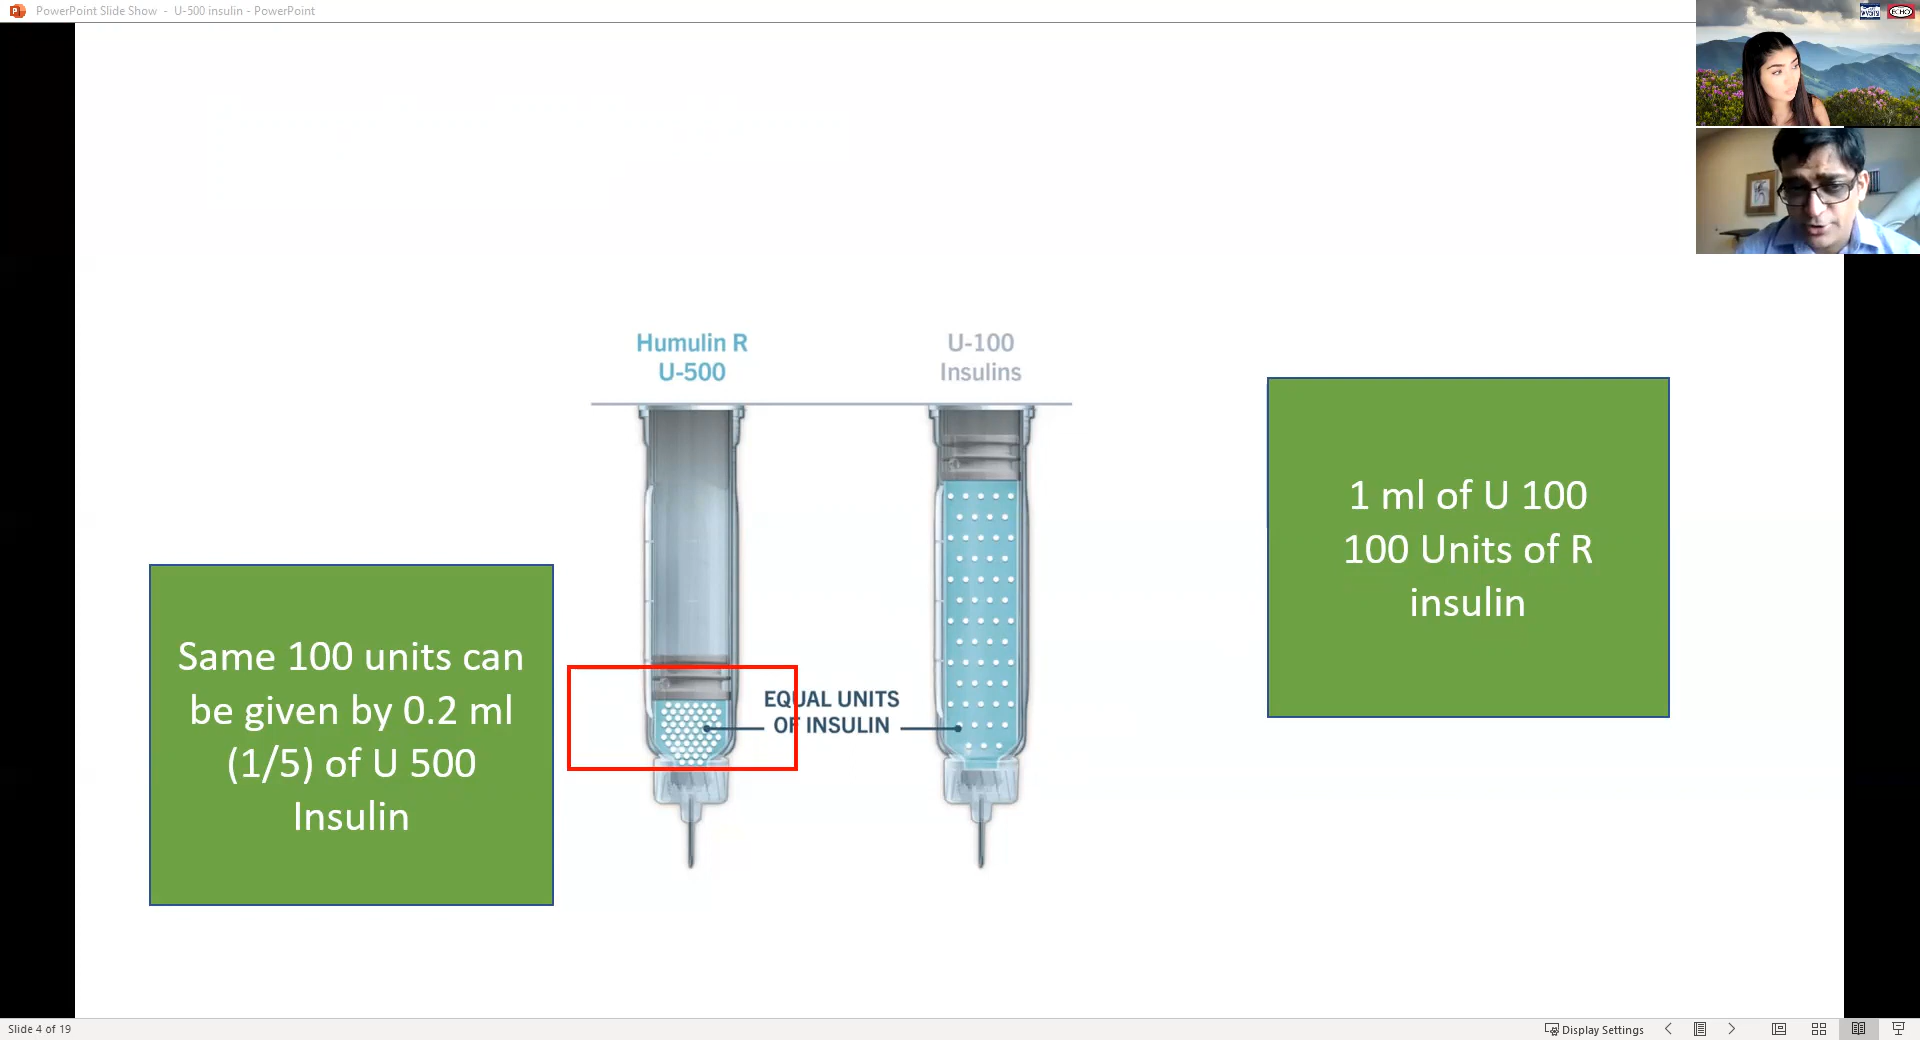 PowerPoint Slide Show - U-500 insulin - PowerPoint
ECHO
Humulin R
U-500
U-100
Insulins
1 ml of U 100
100 Units of R
insulin
Same 100 units can
be given by 0.2 ml
(1/5) of U 500
Insulin
EQUAL UNITS
OF INSULIN
Slide 4 of 19
Display Settings